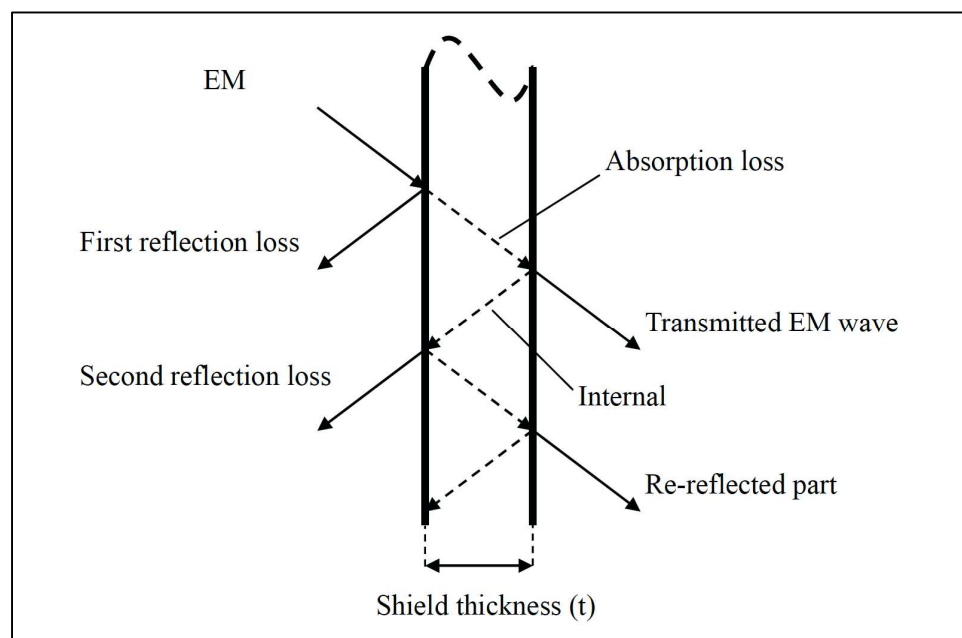 EM
Absorption loss
First reflection loss
Transmitted EM wave
Second reflection loss
Internal
Re-reflected part
Shield thickness (t)